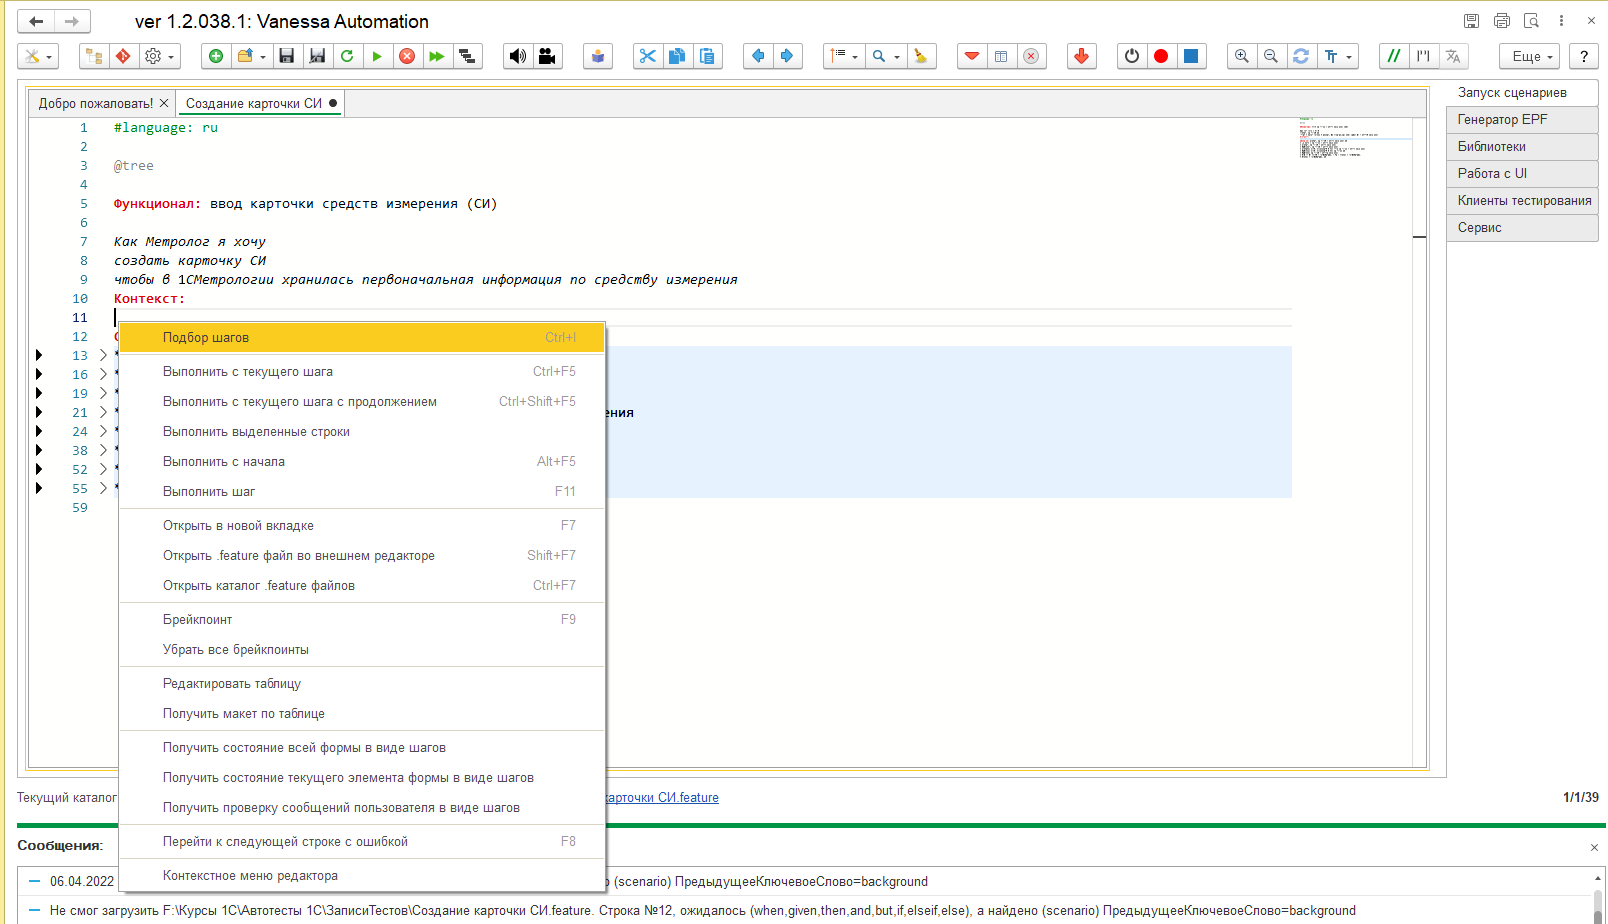 ver 1.2.038.1: Vanessa Automation
Еще
?
Добро пожаловать!
Создание карточки СИ
Запуск сценариев
Генератор EPF
Библиотеки
Работа с UI
Клиенты тестирования
Сервис
1 #language: ru
2
3 @tree
4
5 Функционал: ввод карточки средств измерения (СИ)
6
7 Как Метролог я хочу
8 создать карточку СИ
9 чтобы в 1СМетрологии хранилась первоначальная информация по средству измерения
10 Контекст:
11
12
13
16
19
21 ения
24
38
52
55
59
Подбор шагов Ctrl+I
Выполнить с текущего шага Ctrl+F5
Выполнить с текущего шага с продолжением Ctrl+Shift+F5
Выполнить выделенные строки
Выполнить с начала Alt+F5
Выполнить шаг F11
Открыть в новой вкладке F7
Открыть .feature файл во внешнем редакторе Shift+F7
Открыть каталог .feature файлов Ctrl+F7
Брейкпоинт F9
Убрать все брейкпоинты
Редактировать таблицу
Получить макет по таблице
Получить состояние всей формы в виде шагов
Получить состояние текущего элемента формы в виде шагов
Получить проверку сообщений пользователя в виде шагов
Перейти к следующей строке с ошибкой F8
Контекстное меню редактора
Текущий каталог арточки СИ.feature 1/1/39
Сообщения:
06.04.2022 (scenario) ПредыдущееКлючевоеСлово=background
Не смог загрузить F:\Курсы 1С\Автотесты 1С\ЗаписиТестов\Создание карточки СИ.feature. Строка №12, ожидалось (when,given,then,and,but,if,elseif,else), а найдено (scenario) ПредыдущееКлючевоеСлово=background